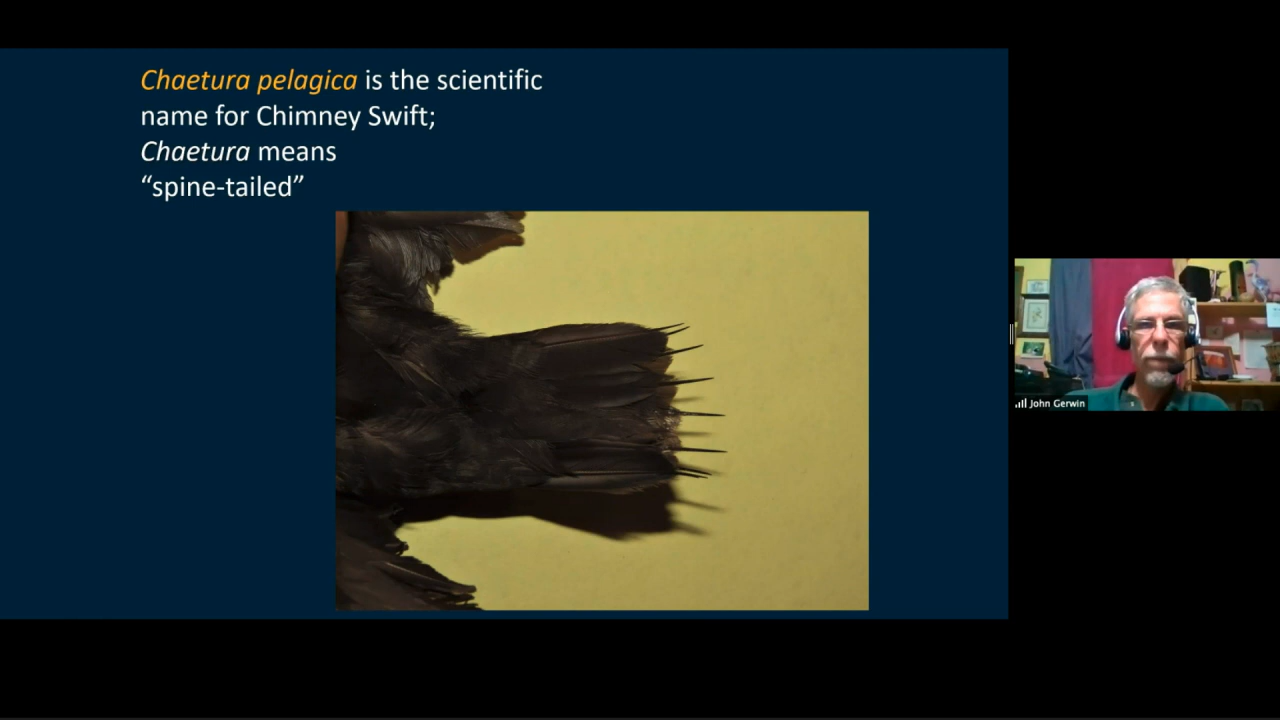 Chaetura pelagica is the scientific
name for Chimney Swift;
Chaetura means
“spine-tailed”
John Gerwin